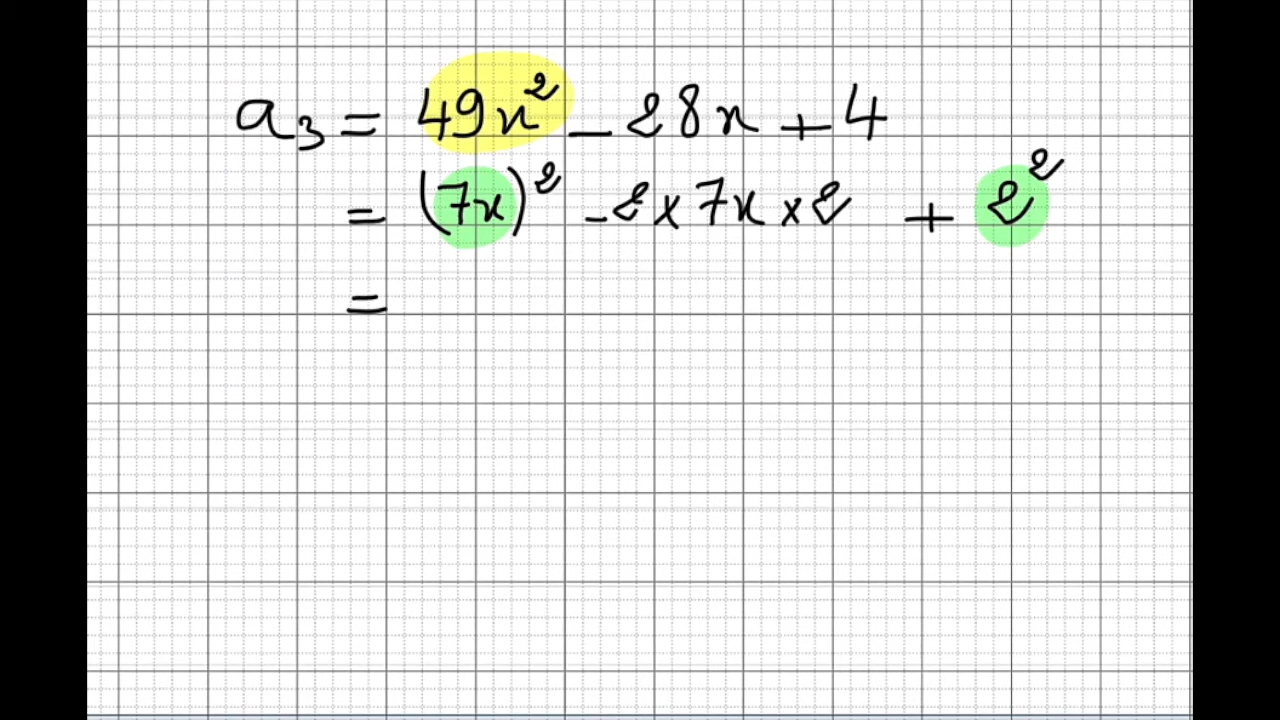 a₃ = 49x² - 28x + 4
= (7x)² - 2 × 7x × 2 + 2²
=